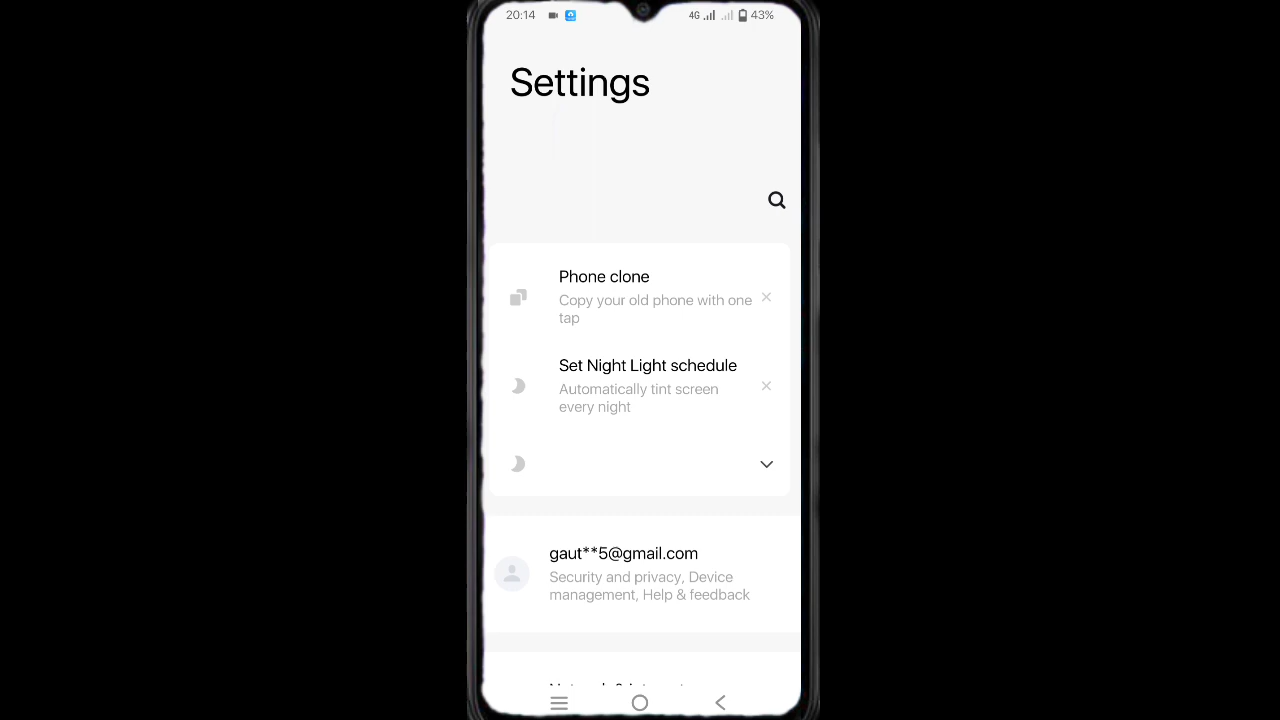 20:14 4G 43%
Settings
Phone clone
Copy your old phone with one
tap
Set Night Light schedule
Automatically tint screen
every night
gaut**5@gmail.com
Security and privacy, Device
management, Help & feedback